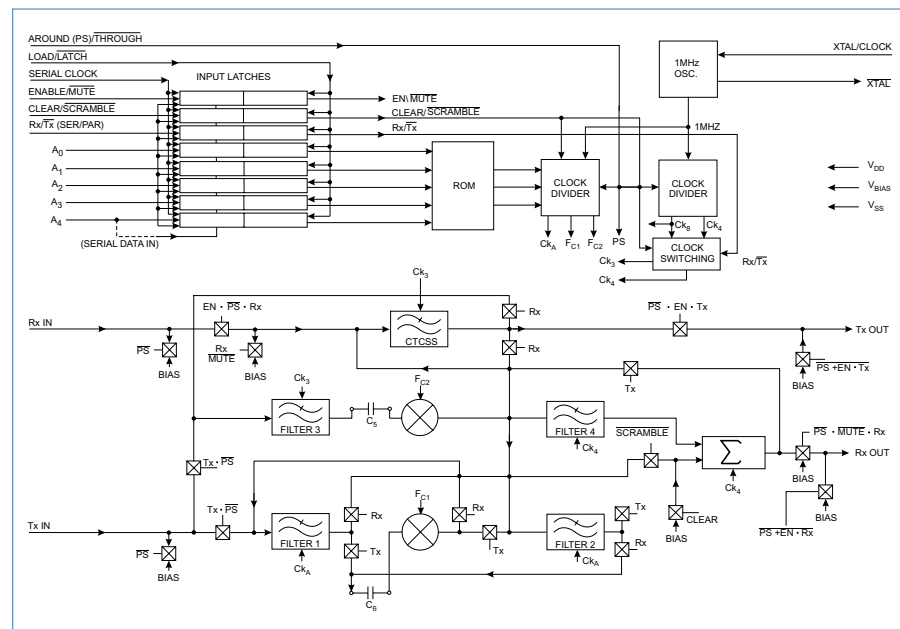 AROUND (PS)/THROUGH
LOAD/LATCH
SERIAL CLOCK
ENABLE/MUTE
CLEAR/SCRAMBLE
Rx/Tx (SER/PAR)
A0
A1
A2
A3
A4
(SERIAL DATA IN)
INPUT LATCHES
EN\MUTE
CLEAR/SCRAMBLE
Rx/Tx
ROM
CLOCK
DIVIDER
CkA
FC1
FC2
PS
1MHz
OSC.
XTAL/CLOCK
XTAL
1MHZ
CLOCK
DIVIDER
Ck8
Ck4
CLOCK
SWITCHING
Ck3
Ck4
Rx/Tx
VDD
VBIAS
VSS
Rx IN
PS
BIAS
EN · PS · Rx
Rx
MUTE
BIAS
Ck3
CTCSS
Rx
Rx
PS · EN · Tx
Tx OUT
PS +EN · Tx
BIAS
Tx
Ck3
FILTER 3
C5
FC2
FILTER 4
Ck4
SCRAMBLE
Σ
Ck4
PS · MUTE · Rx
Rx OUT
BIAS
BIAS
PS +EN · Rx
CLEAR
BIAS
Tx · PS
Tx · PS
Tx IN
PS
BIAS
FILTER 1
CkA
Rx
Tx
C6
FC1
Rx
Tx
FILTER 2
CkA
Tx
Rx